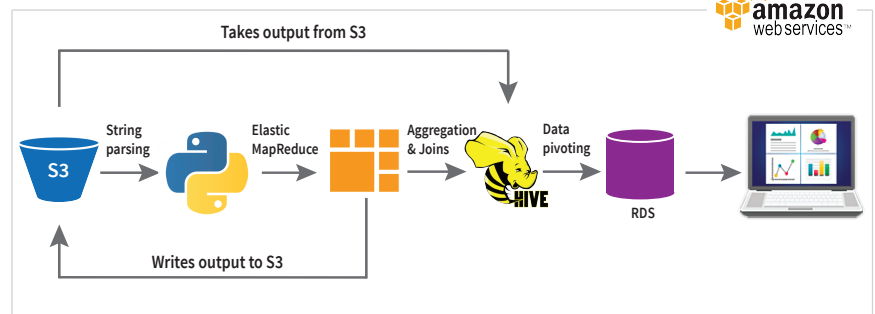 amazon
webservices™
Takes output from S3
String
parsing
Elastic
MapReduce
Aggregation
& Joins
Data
pivoting
S3
HIVE
RDS
Writes output to S3